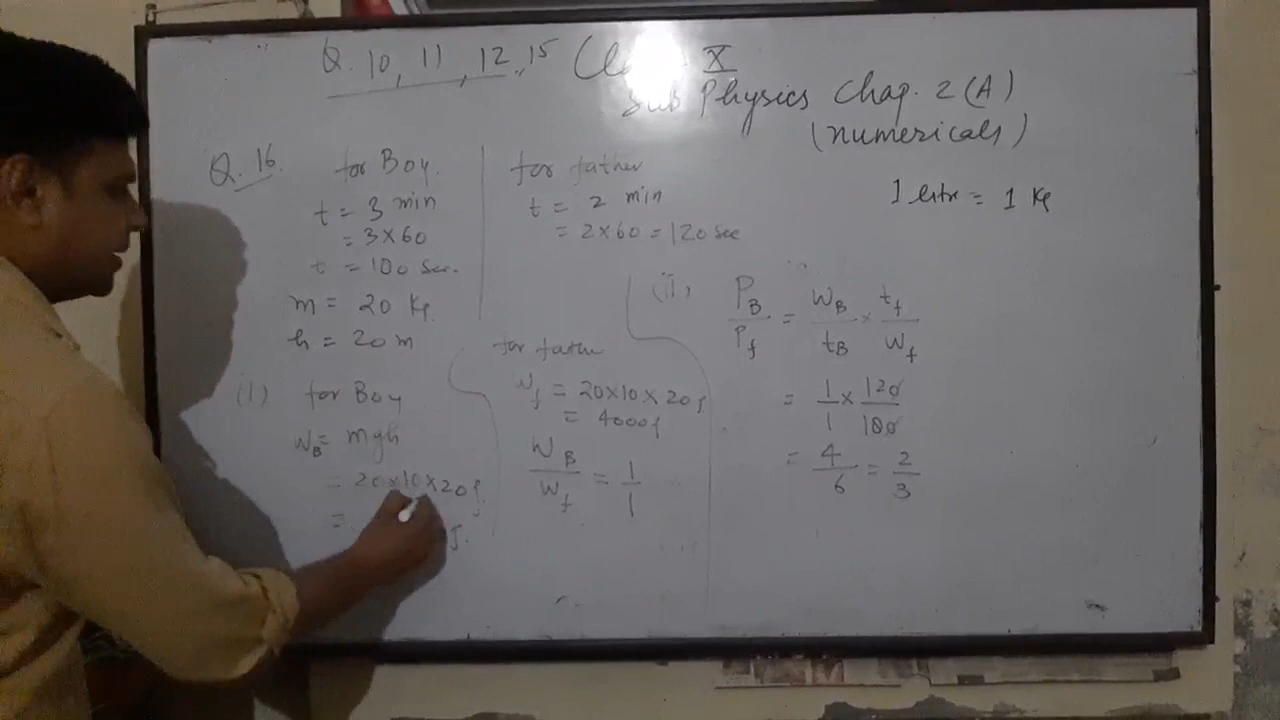 Q. 10, 11, 12, 15 Cl X
Sub Physics Chap. 2 (A)
(numericals)
1 litr = 1 Kg
Q. 16. for Boy.
t = 3 min
= 3×60
t = 180 Sec.
m = 20 Kg.
h = 20 m
for father
t = 2 min
= 2×60 = 120 sec
(I) for Boy
W_B = mgh
= 20×10×20 J
=
J.
W_f = 20×10×20 J
= 4000 J
W_B / W_f = 1/1
(II) P_B / P_f = W_B / t_B × t_f / W_f
= 1/1 × 120/180
= 4/6 = 2/3